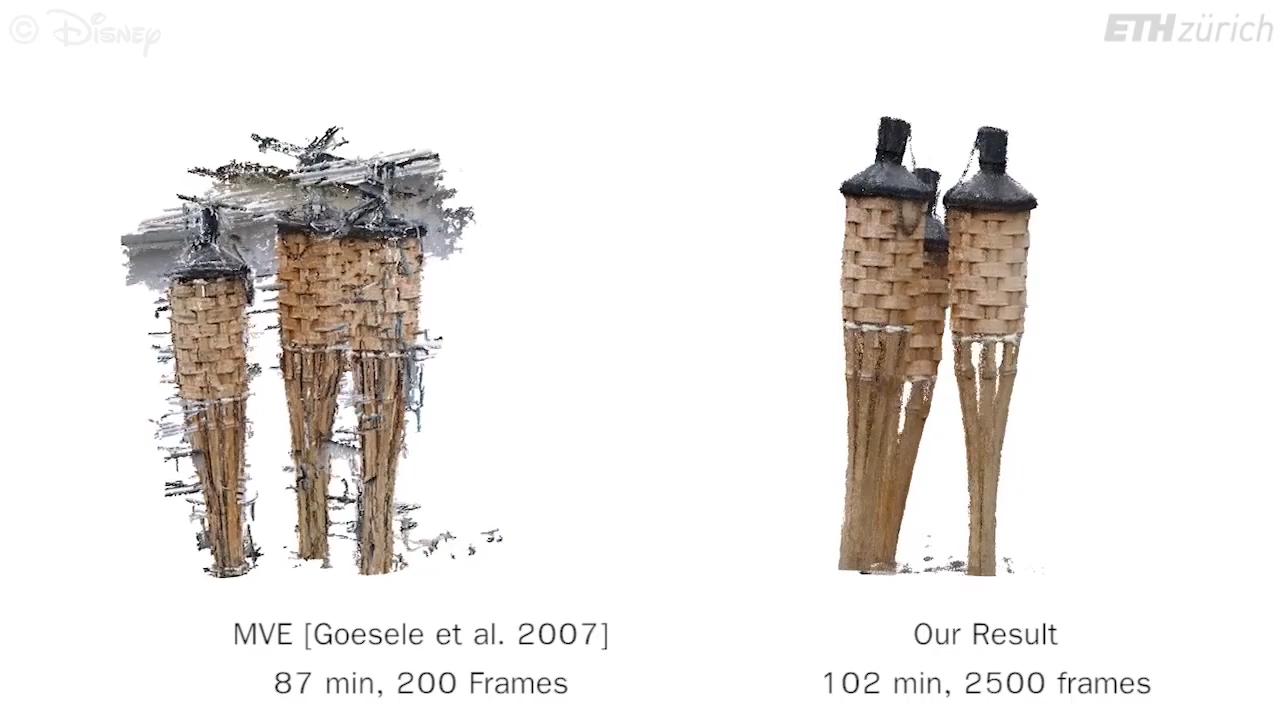 © Disney
ETH zürich
MVE [Goesele et al. 2007]
87 min, 200 Frames
Our Result
102 min, 2500 frames